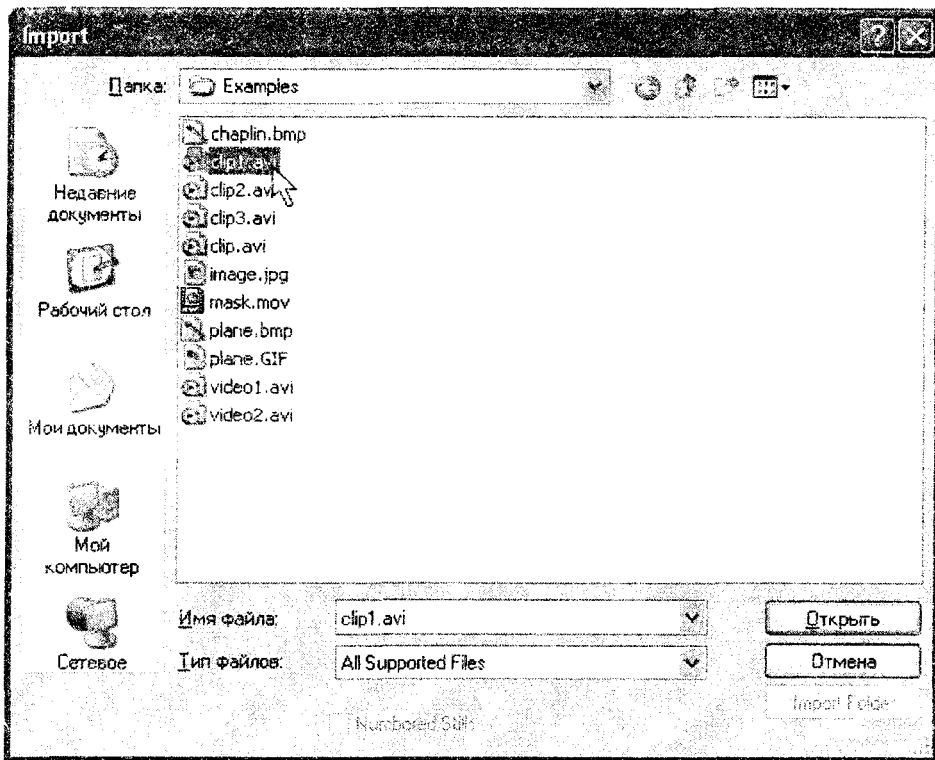 Import
Папка:
Examples
chaplin.bmp
clip1.avi
clip2.avi
clip3.avi
clip.avi
image.jpg
mask.mov
plane.bmp
plane.GIF
video1.avi
video2.avi
Недавние
документы
Рабочий стол
Мои документы
Мой
компьютер
Сетевое
Имя файла:
clip1.avi
Открыть
Тип файлов:
All Supported Files
Отмена
Import Folder
Numbered Stills